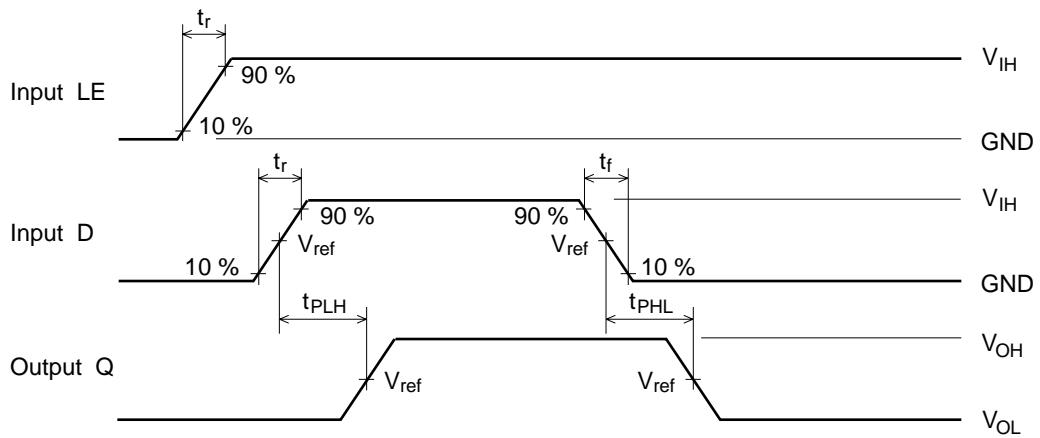 tr
VIH
90 %
Input LE
10 %
GND
tr
tf
VIH
90 %
90 %
Input D
Vref
Vref
10 %
10 %
GND
tPLH
tPHL
VOH
Output Q
Vref
Vref
VOL